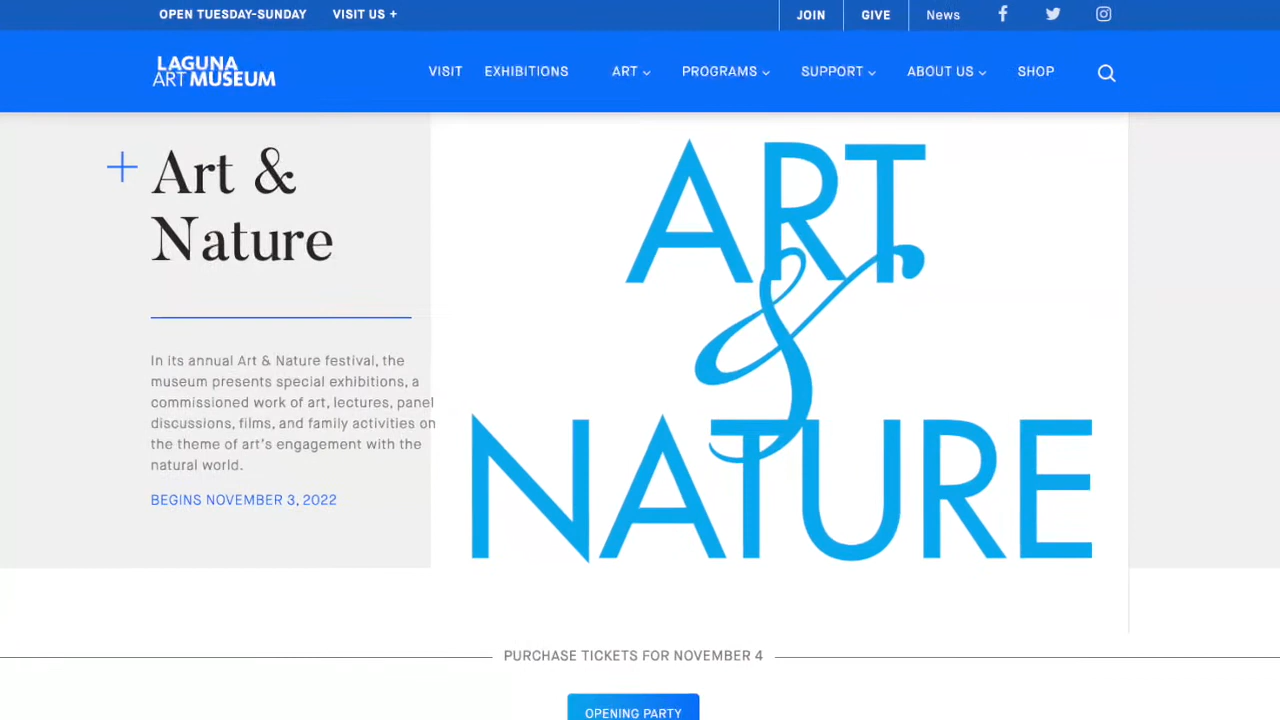 OPEN TUESDAY-SUNDAY VISIT US +
JOIN GIVE News
LAGUNA
ART MUSEUM
VISIT EXHIBITIONS ART PROGRAMS SUPPORT ABOUT US SHOP
Art &
Nature
In its annual Art & Nature festival, the
museum presents special exhibitions, a
commissioned work of art, lectures, panel
discussions, films, and family activities on
the theme of art's engagement with the
natural world.
BEGINS NOVEMBER 3, 2022
ART
&
NATURE
PURCHASE TICKETS FOR NOVEMBER 4
OPENING PARTY